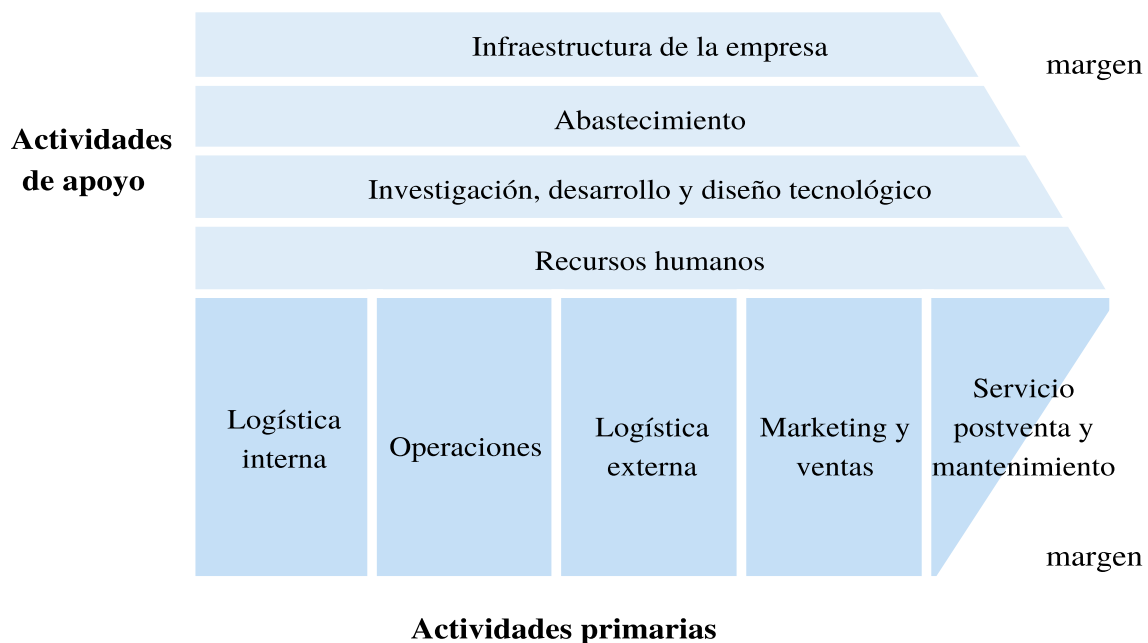 Infraestructura de la empresa
margen
Abastecimiento
Actividades
de apoyo
Investigación, desarrollo y diseño tecnológico
Recursos humanos
Logística
interna
Operaciones
Logística
externa
Marketing y
ventas
Servicio
postventa y
mantenimiento
margen
Actividades primarias